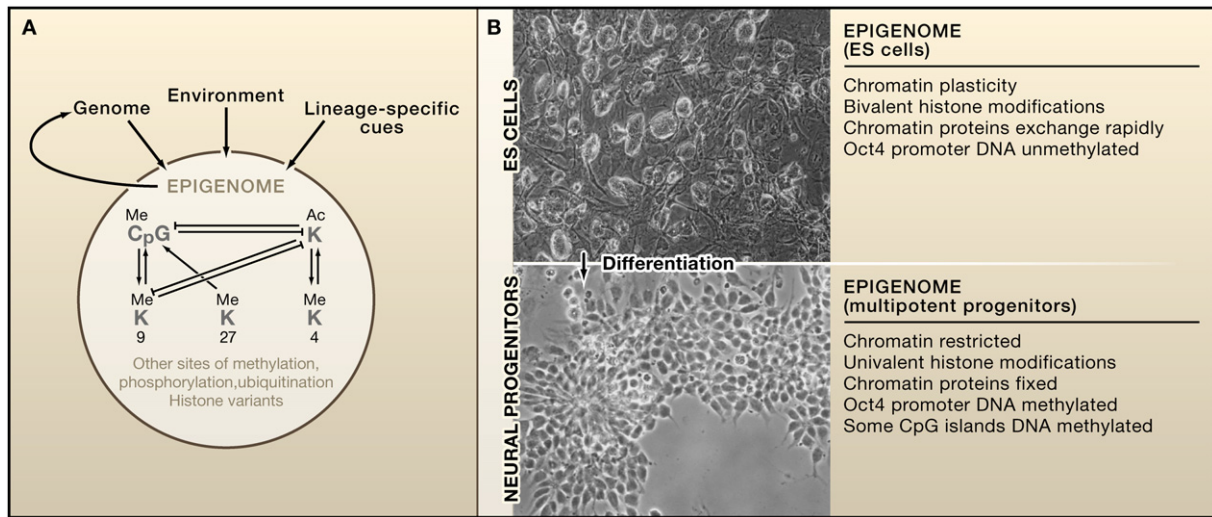 A
Environment
Genome
Lineage-specific
cues
EPIGENOME
Me
CpG
Ac
K
Me
K
9
Me
K
27
Me
K
4
Other sites of methylation,
phosphorylation,ubiquitination
Histone variants
B
ES CELLS
Differentiation
NEURAL PROGENITORS
EPIGENOME
(ES cells)
Chromatin plasticity
Bivalent histone modifications
Chromatin proteins exchange rapidly
Oct4 promoter DNA unmethylated
EPIGENOME
(multipotent progenitors)
Chromatin restricted
Univalent histone modifications
Chromatin proteins fixed
Oct4 promoter DNA methylated
Some CpG islands DNA methylated